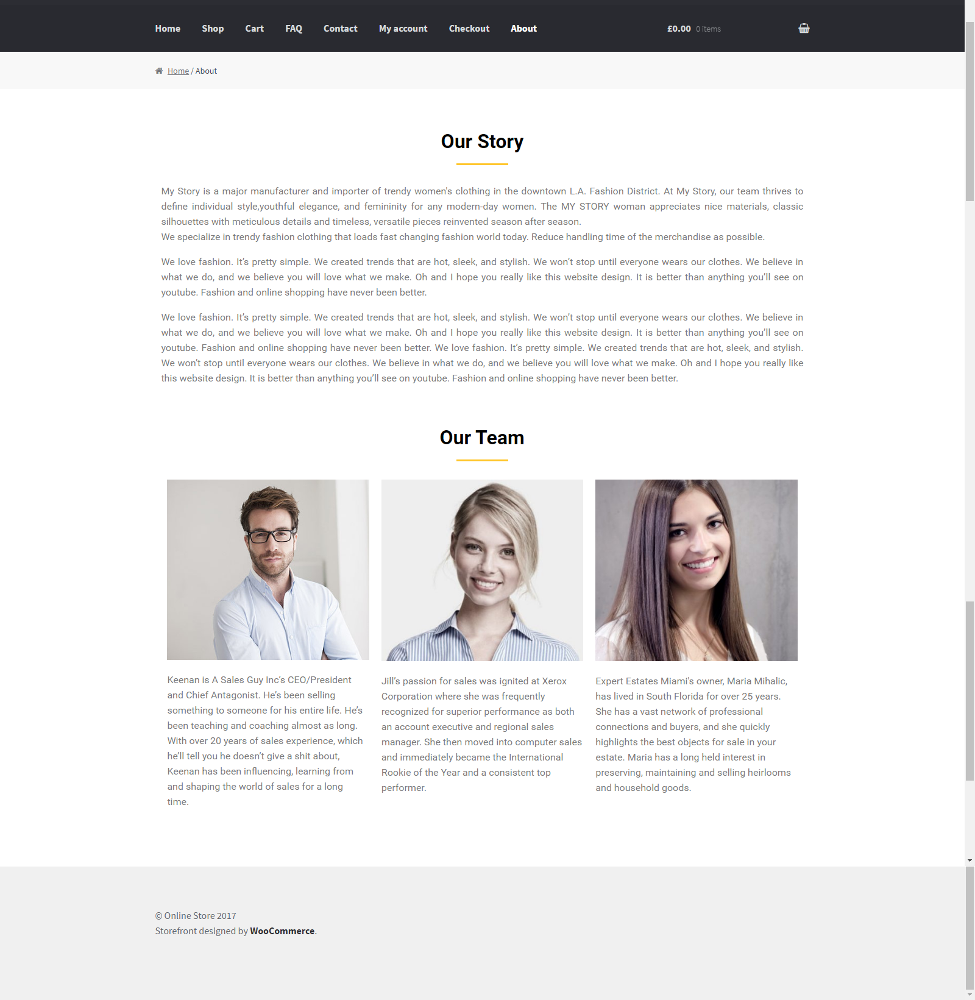 Home Shop Cart FAQ Contact My account Checkout About £0.00 0 items
Home / About
Our Story
My Story is a major manufacturer and importer of trendy women's clothing in the downtown L.A. Fashion District. At My Story, our team thrives to
define individual style,youthful elegance, and femininity for any modern-day women. The MY STORY woman appreciates nice materials, classic
silhouettes with meticulous details and timeless, versatile pieces reinvented season after season.
We specialize in trendy fashion clothing that loads fast changing fashion world today. Reduce handling time of the merchandise as possible.
We love fashion. It’s pretty simple. We created trends that are hot, sleek, and stylish. We won’t stop until everyone wears our clothes. We believe in
what we do, and we believe you will love what we make. Oh and I hope you really like this website design. It is better than anything you’ll see on
youtube. Fashion and online shopping have never been better.
We love fashion. It’s pretty simple. We created trends that are hot, sleek, and stylish. We won’t stop until everyone wears our clothes. We believe in
what we do, and we believe you will love what we make. Oh and I hope you really like this website design. It is better than anything you’ll see on
youtube. Fashion and online shopping have never been better. We love fashion. It’s pretty simple. We created trends that are hot, sleek, and stylish.
We won’t stop until everyone wears our clothes. We believe in what we do, and we believe you will love what we make. Oh and I hope you really like
this website design. It is better than anything you’ll see on youtube. Fashion and online shopping have never been better.
Our Team
Keenan is A Sales Guy Inc’s CEO/President
and Chief Antagonist. He’s been selling
something to someone for his entire life. He’s
been teaching and coaching almost as long.
With over 20 years of sales experience, which
he’ll tell you he doesn’t give a shit about,
Keenan has been influencing, learning from
and shaping the world of sales for a long
time.
Jill’s passion for sales was ignited at Xerox
Corporation where she was frequently
recognized for superior performance as both
an account executive and regional sales
manager. She then moved into computer sales
and immediately became the International
Rookie of the Year and a consistent top
performer.
Expert Estates Miami's owner, Maria Mihalic,
has lived in South Florida for over 25 years.
She has a vast network of professional
connections and buyers, and she quickly
highlights the best objects for sale in your
estate. Maria has a long held interest in
preserving, maintaining and selling heirlooms
and household goods.
© Online Store 2017
Storefront designed by WooCommerce.